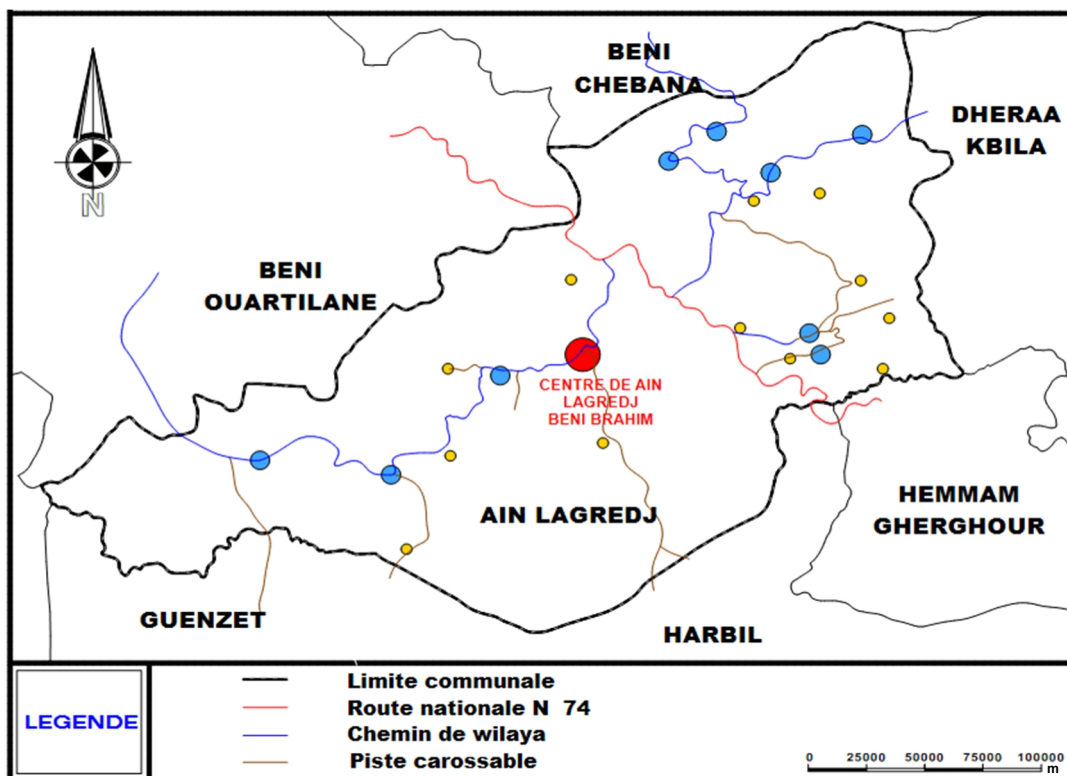 BENI
CHEBANA
DHERAA
KBILA
N
BENI
OUARTILANE
CENTRE DE AIN
LAGREDJ
BENI BRAHIM
AIN LAGREDJ
HEMMAM
GHERGHOUR
GUENZET
HARBIL
LEGENDE
Limite communale
Route nationale N 74
Chemin de wilaya
Piste carossable
0 25000 50000 75000 100000
m